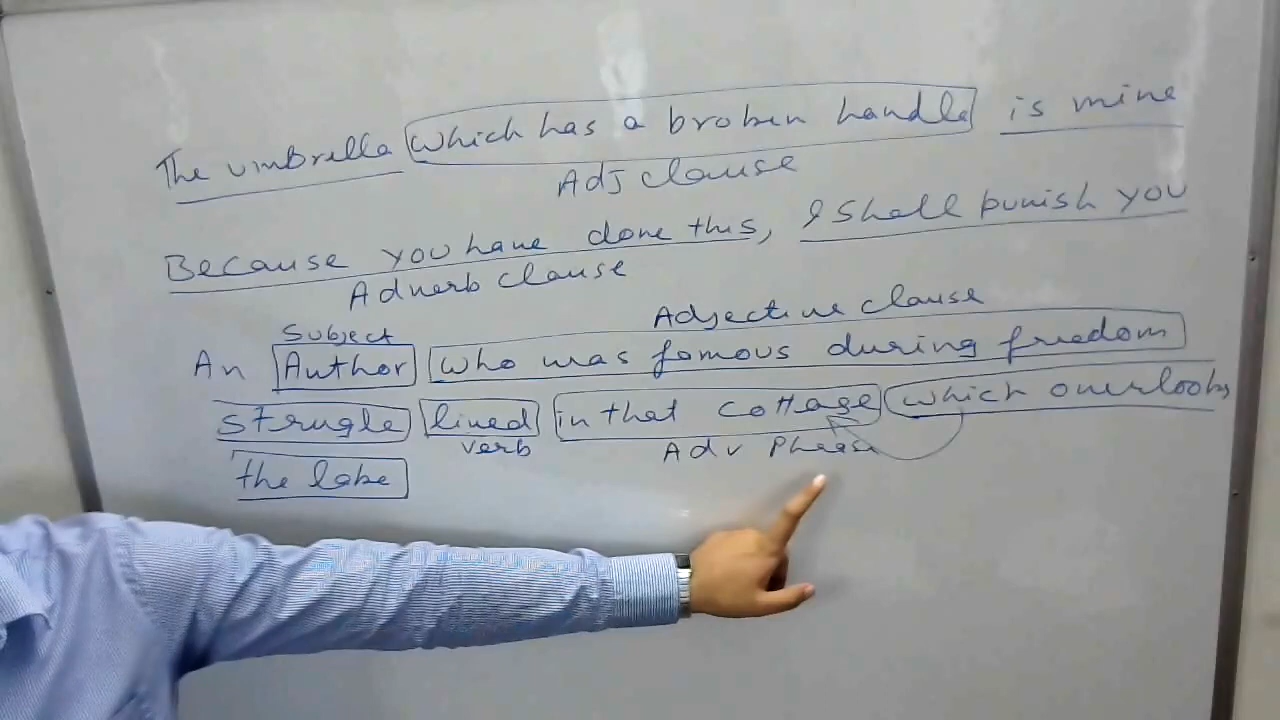 The umbrella which has a broken handle is mine
Adj clause
Because you have done this, I shall punish you
Adverb clause
Adjective clause
Subject
An Author who was famous during freedom
strugle lived in that cottage which overlooks
verb Adv Phrase
the lake